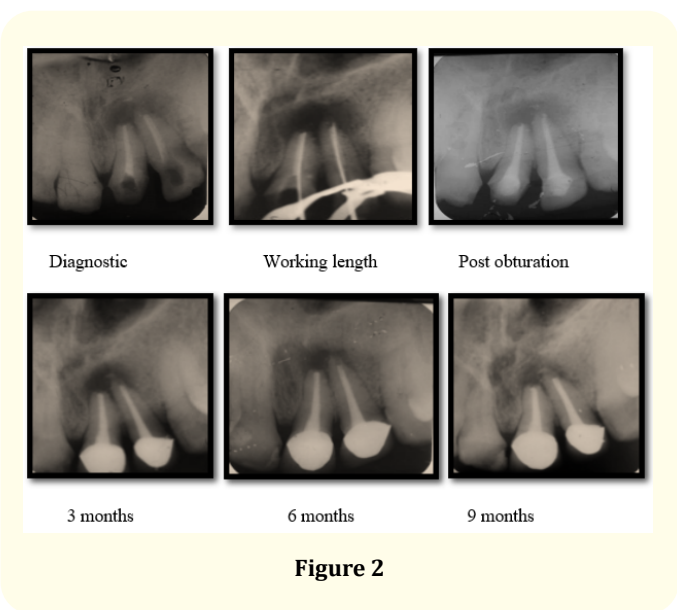 Diagnostic
Working length
Post obturation
3 months
6 months
9 months
Figure 2